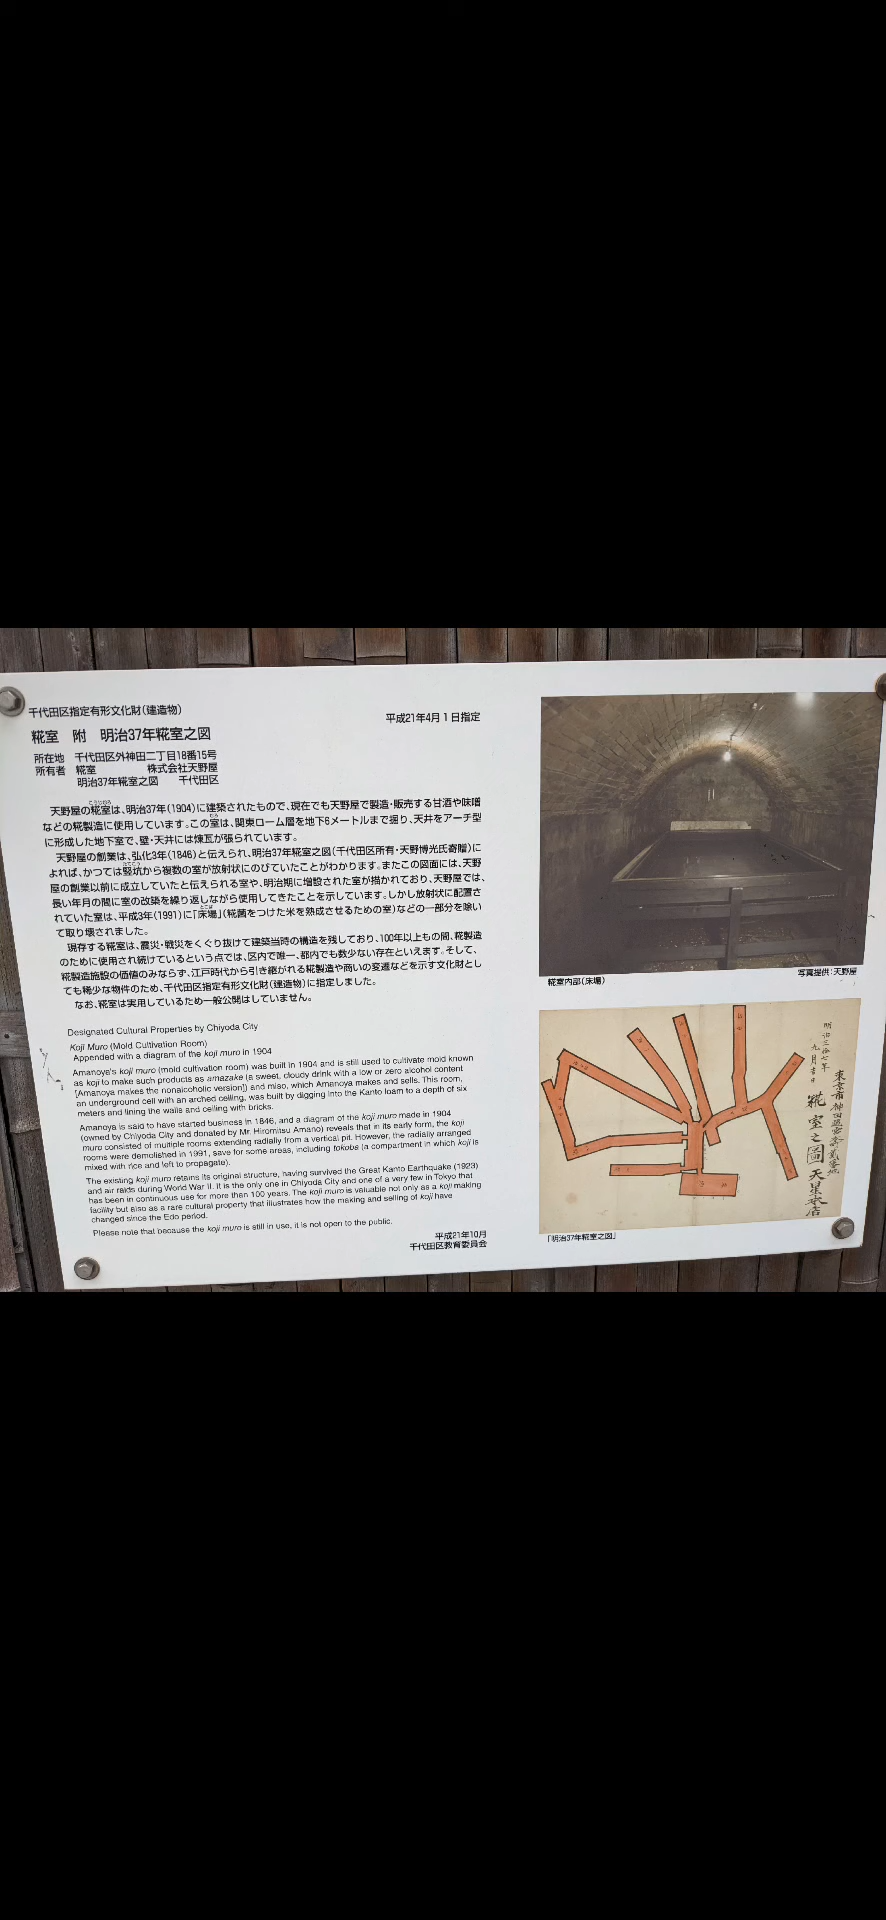 千代田区指定有形文化財(建造物)
平成21年4月1日指定
糀室 附 明治37年糀室之図
所在地 千代田区外神田二丁目18番15号
所有者 糀室 株式会社天野屋
明治37年糀室之図 千代田区
天野屋の糀室は、明治37年(1904)に建築されたもので、現在でも天野屋で製造・販売する甘酒や味噌
などの糀製造に使用しています。この室は、関東ローム層を地下6メートルまで掘り、天井をアーチ型
に形成した地下室で、壁・天井には煉瓦が張られています。
天野屋の創業は、弘化3年(1846)と伝えられ、明治37年糀室之図(千代田区所有・天野博光氏寄贈)に
よれば、かつては竪坑から複数の室が放射状にのびていたことがわかります。またこの図面には、天野
屋の創業以前に成立していたと伝えられる室や、明治期に増設された室が描かれており、天野屋では、
長い年月の間に室の改築を繰り返しながら使用してきたことを示しています。しかし放射状に配置さ
れていた室は、平成3年(1991)に「床場」(糀菌をつけた米を熟成させるための室)などの一部分を除い
て取り壊されました。
現存する糀室は、震災・戦災をくぐり抜けて建築当時の構造を残しており、100年以上もの間、糀製造
のために使用され続けているという点では、区内で唯一、都内でも数少ない存在といえます。そして、
糀製造施設の価値のみならず、江戸時代から引き継がれる糀製造や商いの変遷などを示す文化財とし
ても稀少な物件のため、千代田区指定有形文化財(建造物)に指定しました。
なお、糀室は実用しているため一般公開はしていません。
Designated Cultural Properties by Chiyoda City
Koji Muro (Mold Cultivation Room)
Appended with a diagram of the koji muro in 1904
Amanoya's koji muro (mold cultivation room) was built in 1904 and is still used to cultivate mold known
as koji to make such products as amazake (a sweet, cloudy drink with a low or zero alcohol content
[Amanoya makes the nonalcoholic version]) and miso, which Amanoya makes and sells. This room,
an underground cell with an arched ceiling, was built by digging into the Kanto loam to a depth of six
meters and lining the walls and ceiling with bricks.
Amanoya is said to have started business in 1846, and a diagram of the koji muro made in 1904
(owned by Chiyoda City and donated by Mr. Hiromitsu Amano) reveals that in its early form, the koji
muro consisted of multiple rooms extending radially from a vertical pit. However, the radially arranged
rooms were demolished in 1991, save for some areas, including tokoba (a compartment in which koji is
mixed with rice and left to propagate).
The existing koji muro retains its original structure, having survived the Great Kanto Earthquake (1923)
and air raids during World War II. It is the only one in Chiyoda City and one of a very few in Tokyo that
has been in continuous use for more than 100 years. The koji muro is valuable not only as a koji making
facility but also as a rare cultural property that illustrates how the making and selling of koji have
changed since the Edo period.
Please note that because the koji muro is still in use, it is not open to the public.
平成21年10月
千代田区教育委員会
糀室内部(床場)
写真提供:天野屋
明治三拾七年
九月吉日
糀室之図
「明治37年糀室之図」